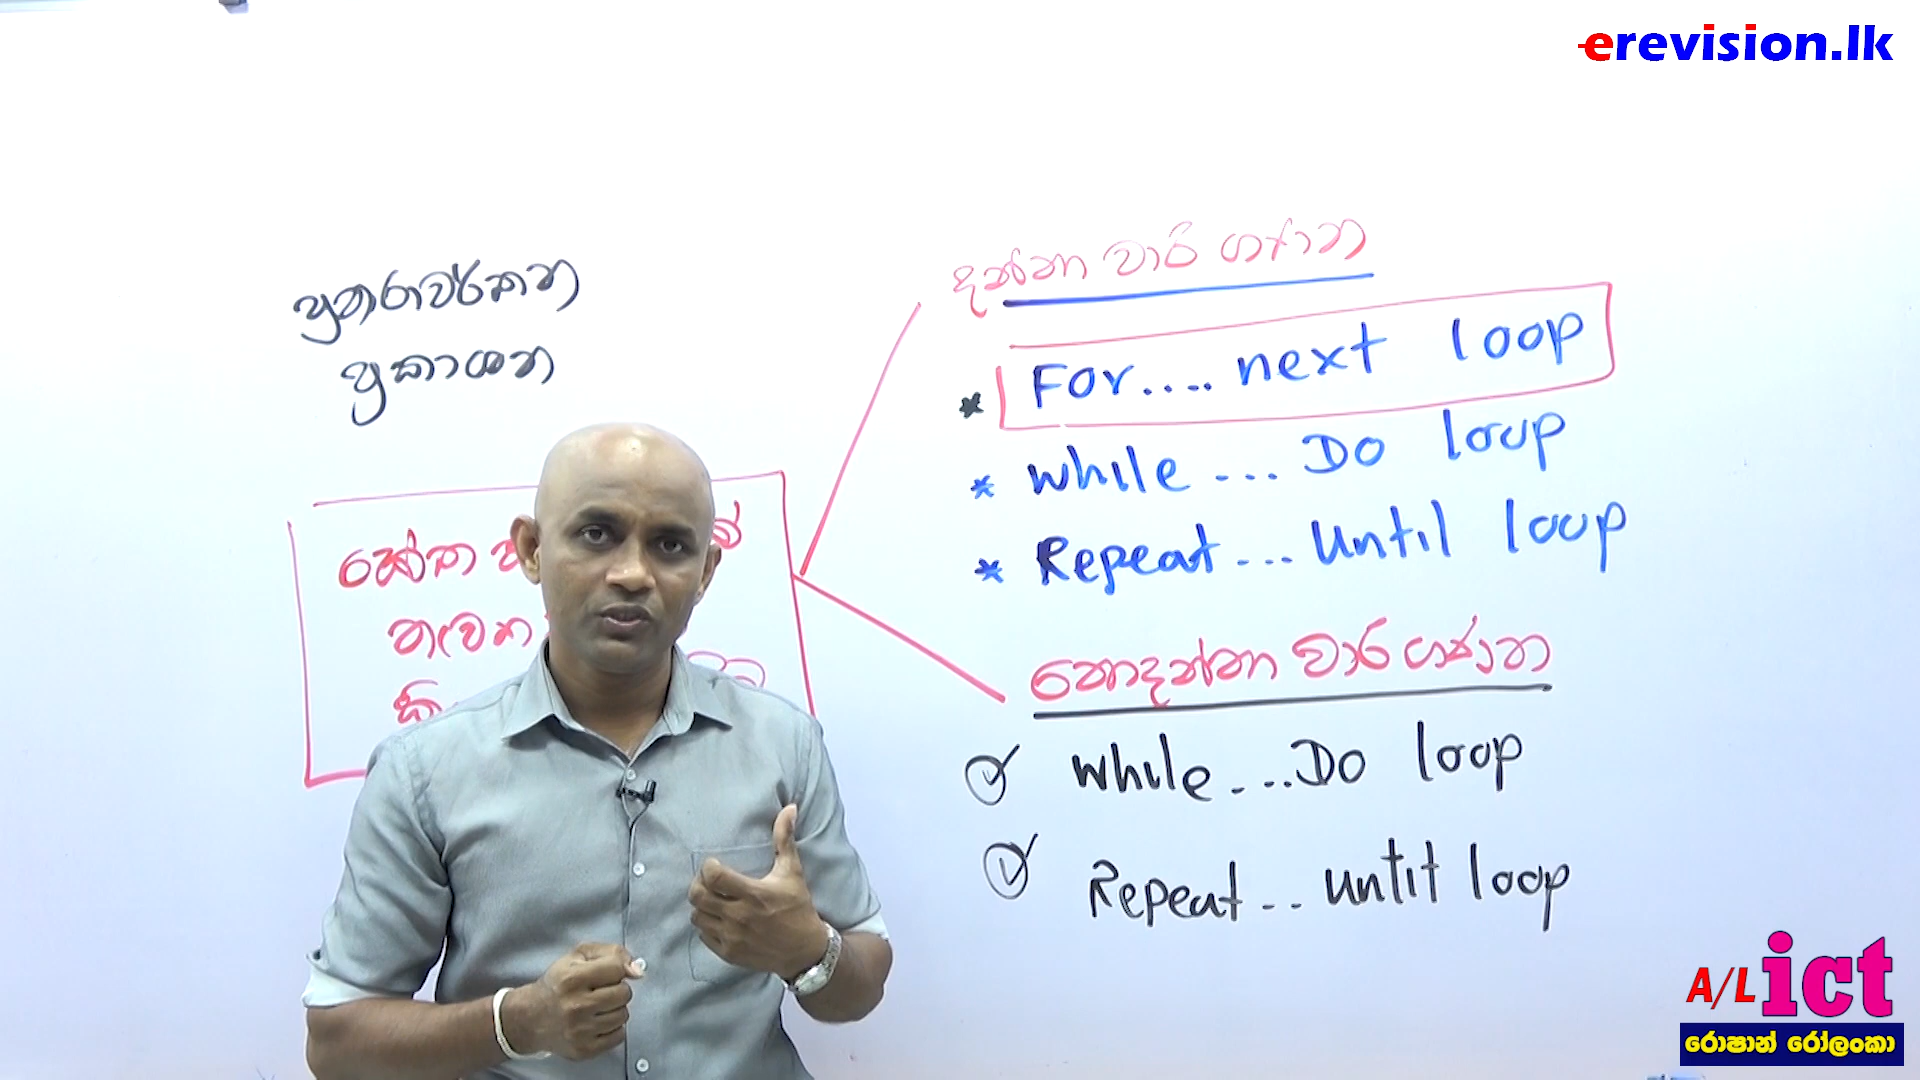 erevision.lk
පුනරාවර්තන
ප්‍රකාශන
තෝතා
නැවත
කි
දන්නා වාර ගණන
* For.... next loop
* while ... Do loop
* Repeat ... Until loop
නොදන්නා වාර ගණන
while ... Do loop
Repeat .. until loop
A/L ict
රොෂාන් රෝලංකා